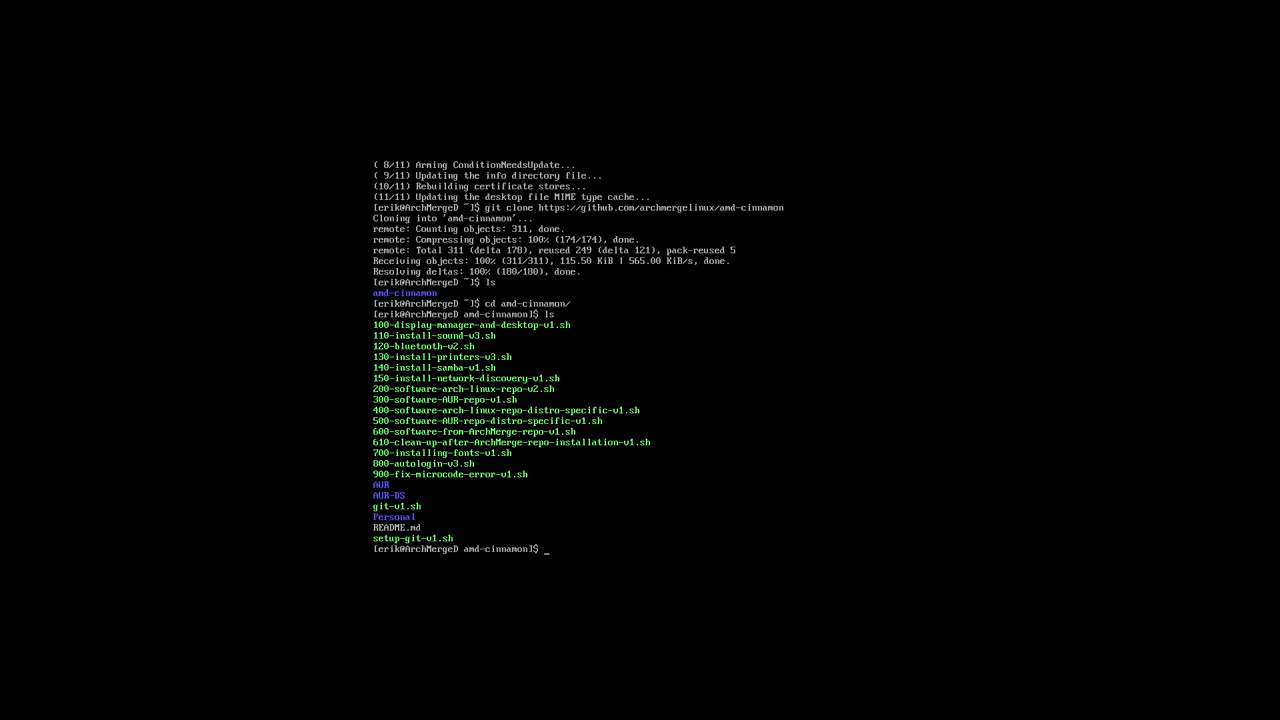 ( 8/11) Arming ConditionNeedsUpdate...
( 9/11) Updating the info directory file...
(10/11) Rebuilding certificate stores...
(11/11) Updating the desktop file MIME type cache...
[erik@ArchMergeD ~]$ git clone https://github.com/archmergelinux/amd-cinnamon
Cloning into 'amd-cinnamon'...
remote: Counting objects: 311, done.
remote: Compressing objects: 100% (174/174), done.
remote: Total 311 (delta 178), reused 249 (delta 121), pack-reused 5
Receiving objects: 100% (311/311), 115.50 KiB | 565.00 KiB/s, done.
Resolving deltas: 100% (180/180), done.
[erik@ArchMergeD ~]$ ls
amd-cinnamon
[erik@ArchMergeD ~]$ cd amd-cinnamon/
[erik@ArchMergeD amd-cinnamon]$ ls
100-display-manager-and-desktop-v1.sh
110-install-sound-v3.sh
120-bluetooth-v2.sh
130-install-printers-v3.sh
140-install-samba-v1.sh
150-install-network-discovery-v1.sh
200-software-arch-linux-repo-v2.sh
300-software-AUR-repo-v1.sh
400-software-arch-linux-repo-distro-specific-v1.sh
500-software-AUR-repo-distro-specific-v1.sh
600-software-from-ArchMerge-repo-v1.sh
610-clean-up-after-ArchMerge-repo-installation-v1.sh
700-installing-fonts-v1.sh
800-autologin-v3.sh
900-fix-microcode-error-v1.sh
AUR
AUR-DS
git-v1.sh
Personal
README.md
setup-git-v1.sh
[erik@ArchMergeD amd-cinnamon]$ _